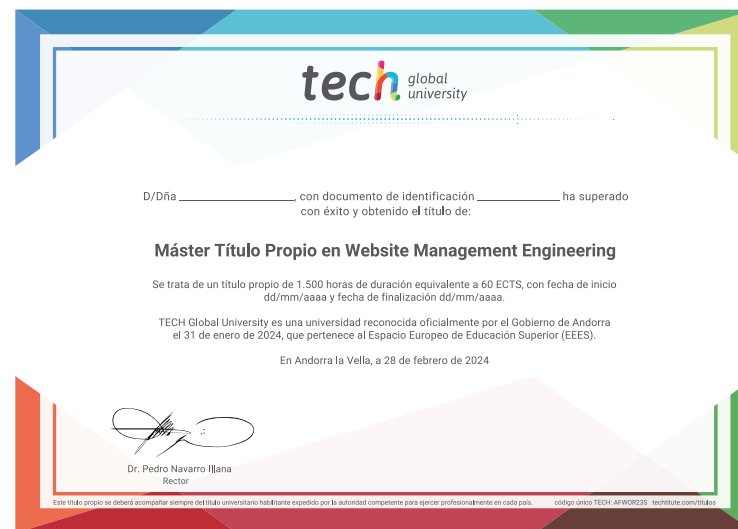 tech global university
D/Dña ____________________, con documento de identificación ______________ ha superado
con éxito y obtenido el título de:
Máster Título Propio en Website Management Engineering
Se trata de un título propio de 1.500 horas de duración equivalente a 60 ECTS, con fecha de inicio
dd/mm/aaaa y fecha de finalización dd/mm/aaaa.
TECH Global University es una universidad reconocida oficialmente por el Gobierno de Andorra
el 31 de enero de 2024, que pertenece al Espacio Europeo de Educación Superior (EEES).
En Andorra la Vella, a 28 de febrero de 2024
Dr. Pedro Navarro Illana
Rector
Este título propio se deberá acompañar siempre del título universitario habilitante expedido por la autoridad competente para ejercer profesionalmente en cada país. código único TECH: AFWOR23S techtitute.com/titulos